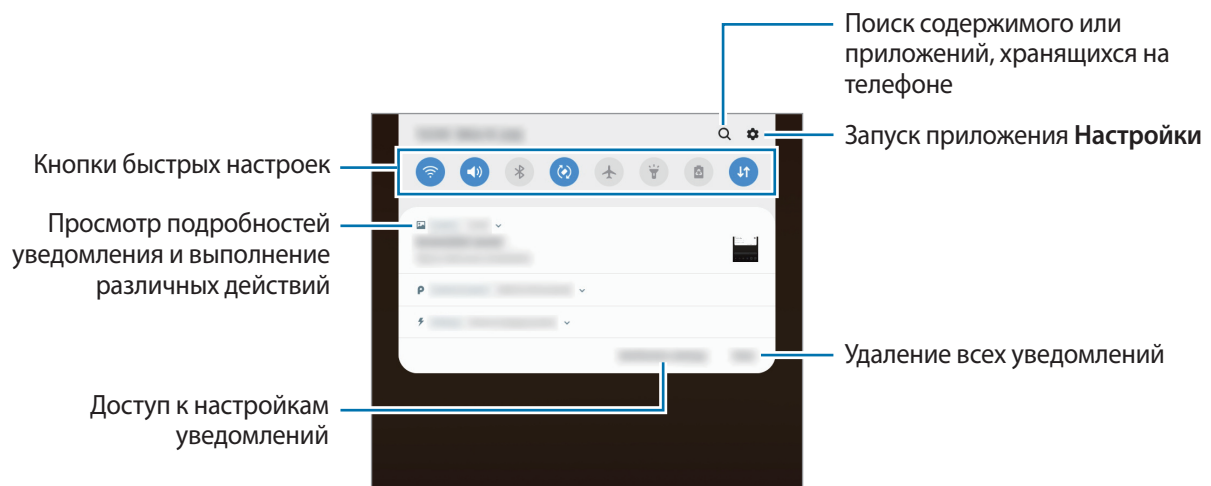 Поиск содержимого или
приложений, хранящихся на
телефоне
Запуск приложения Настройки
Кнопки быстрых настроек
Просмотр подробностей
уведомления и выполнение
различных действий
Удаление всех уведомлений
Доступ к настройкам
уведомлений